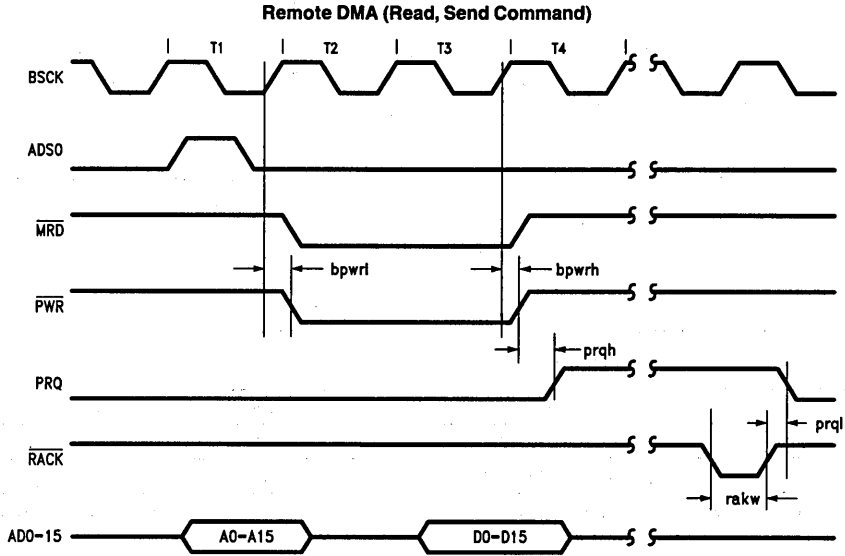 Remote DMA (Read, Send Command)
T1 T2 T3 T4
BSCK
ADS0
MRD
bpwrl bpwrh
PWR
prqh
PRQ
prql
RACK
rakw
AD0-15 A0-A15 D0-D15